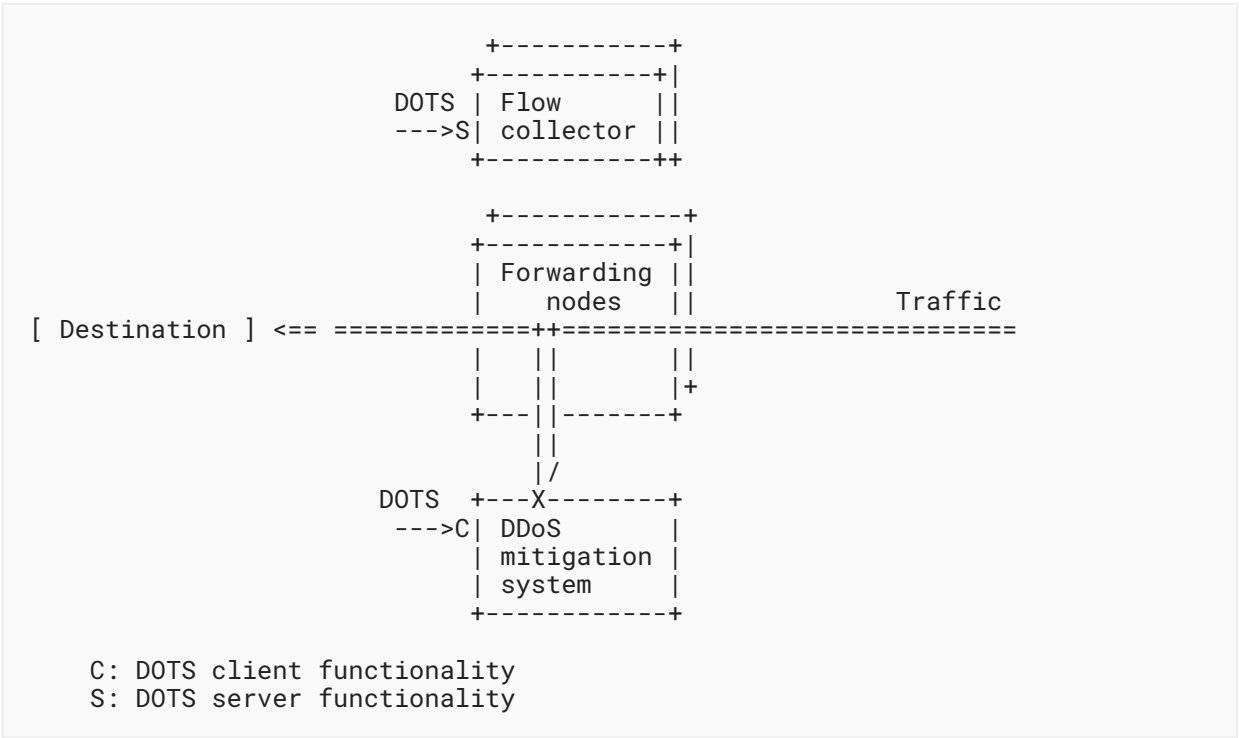 +-----------+
                             +-----------+|
                        DOTS | Flow      ||
                        --->S| collector ||
                             +-----------++

                              +------------+
                             +------------+|
                             | Forwarding ||
                             |    nodes   ||             Traffic
[ Destination ] <== =============++==============================
                             |   ||       ||
                             |   ||       |+
                             +---||-------+
                                 ||
                                 |/
                       DOTS  +---X--------+
                        --->C| DDoS       |
                             | mitigation |
                             | system     |
                             +------------+

    C: DOTS client functionality
    S: DOTS server functionality